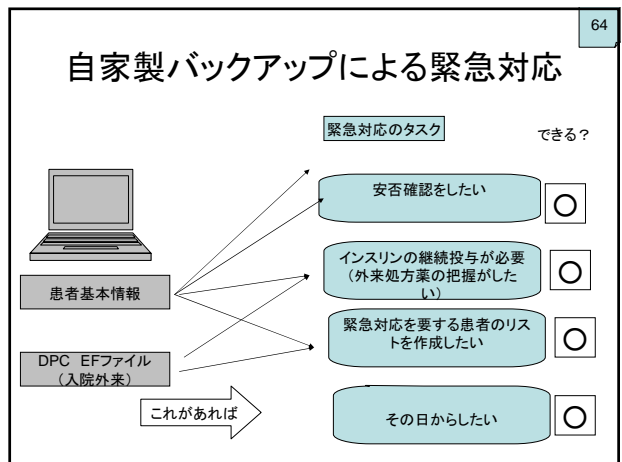 64
自家製バックアップによる緊急対応
緊急対応のタスク
できる？
安否確認をしたい
○
インスリンの継続投与が必要
（外来処方薬の把握がした
い）
○
患者基本情報
緊急対応を要する患者のリス
トを作成したい
○
DPC　EFファイル
（入院外来）
これがあれば
その日からしたい
○